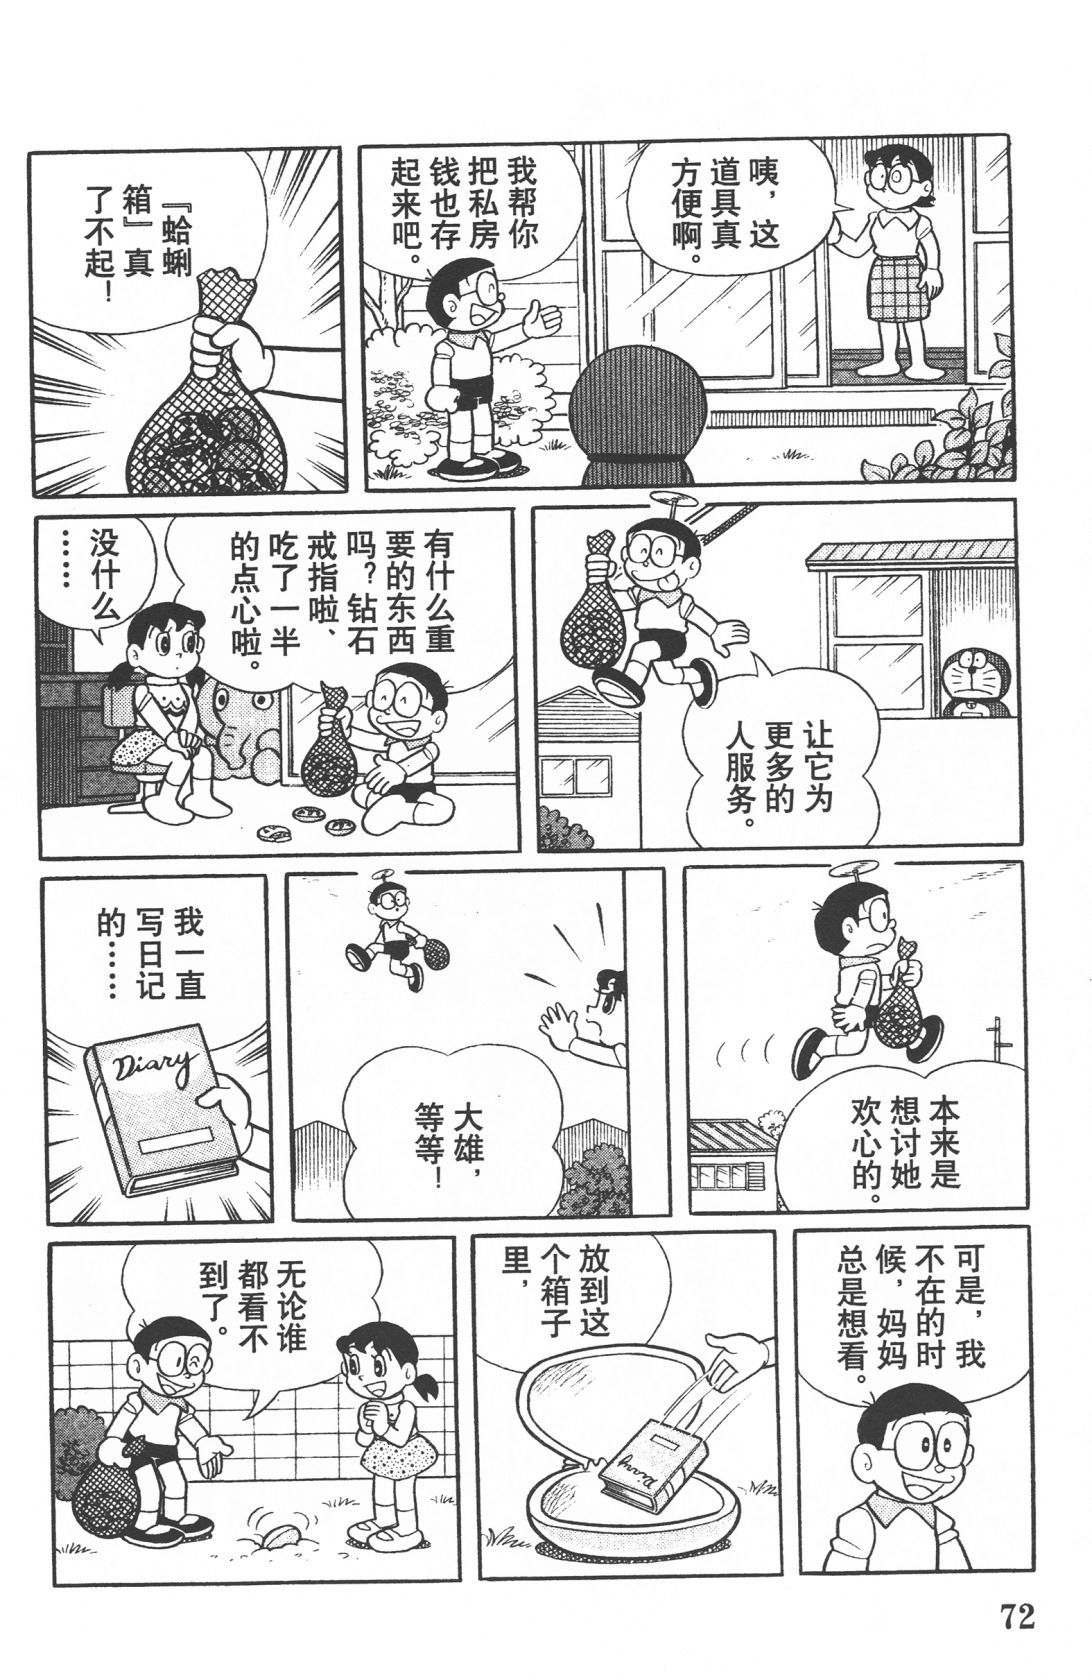 咦，这
道具真
方便啊。
我帮你
把私房
钱也存
起来吧。
『蛤蜊
箱』真
了不起！
让它为
更多的
人服务。
有什么重
要的东西
吗？钻石
戒指啦、
吃了一半
的点心啦。
没什么
……
本来是
想讨她
欢心的。
大雄，
等等！
我一直
写日记
的……
Diary
可是，我
不在的时
候，妈妈
总是想看。
放到这
个箱子
里，
Diary
无论谁
都看不
到了。
72